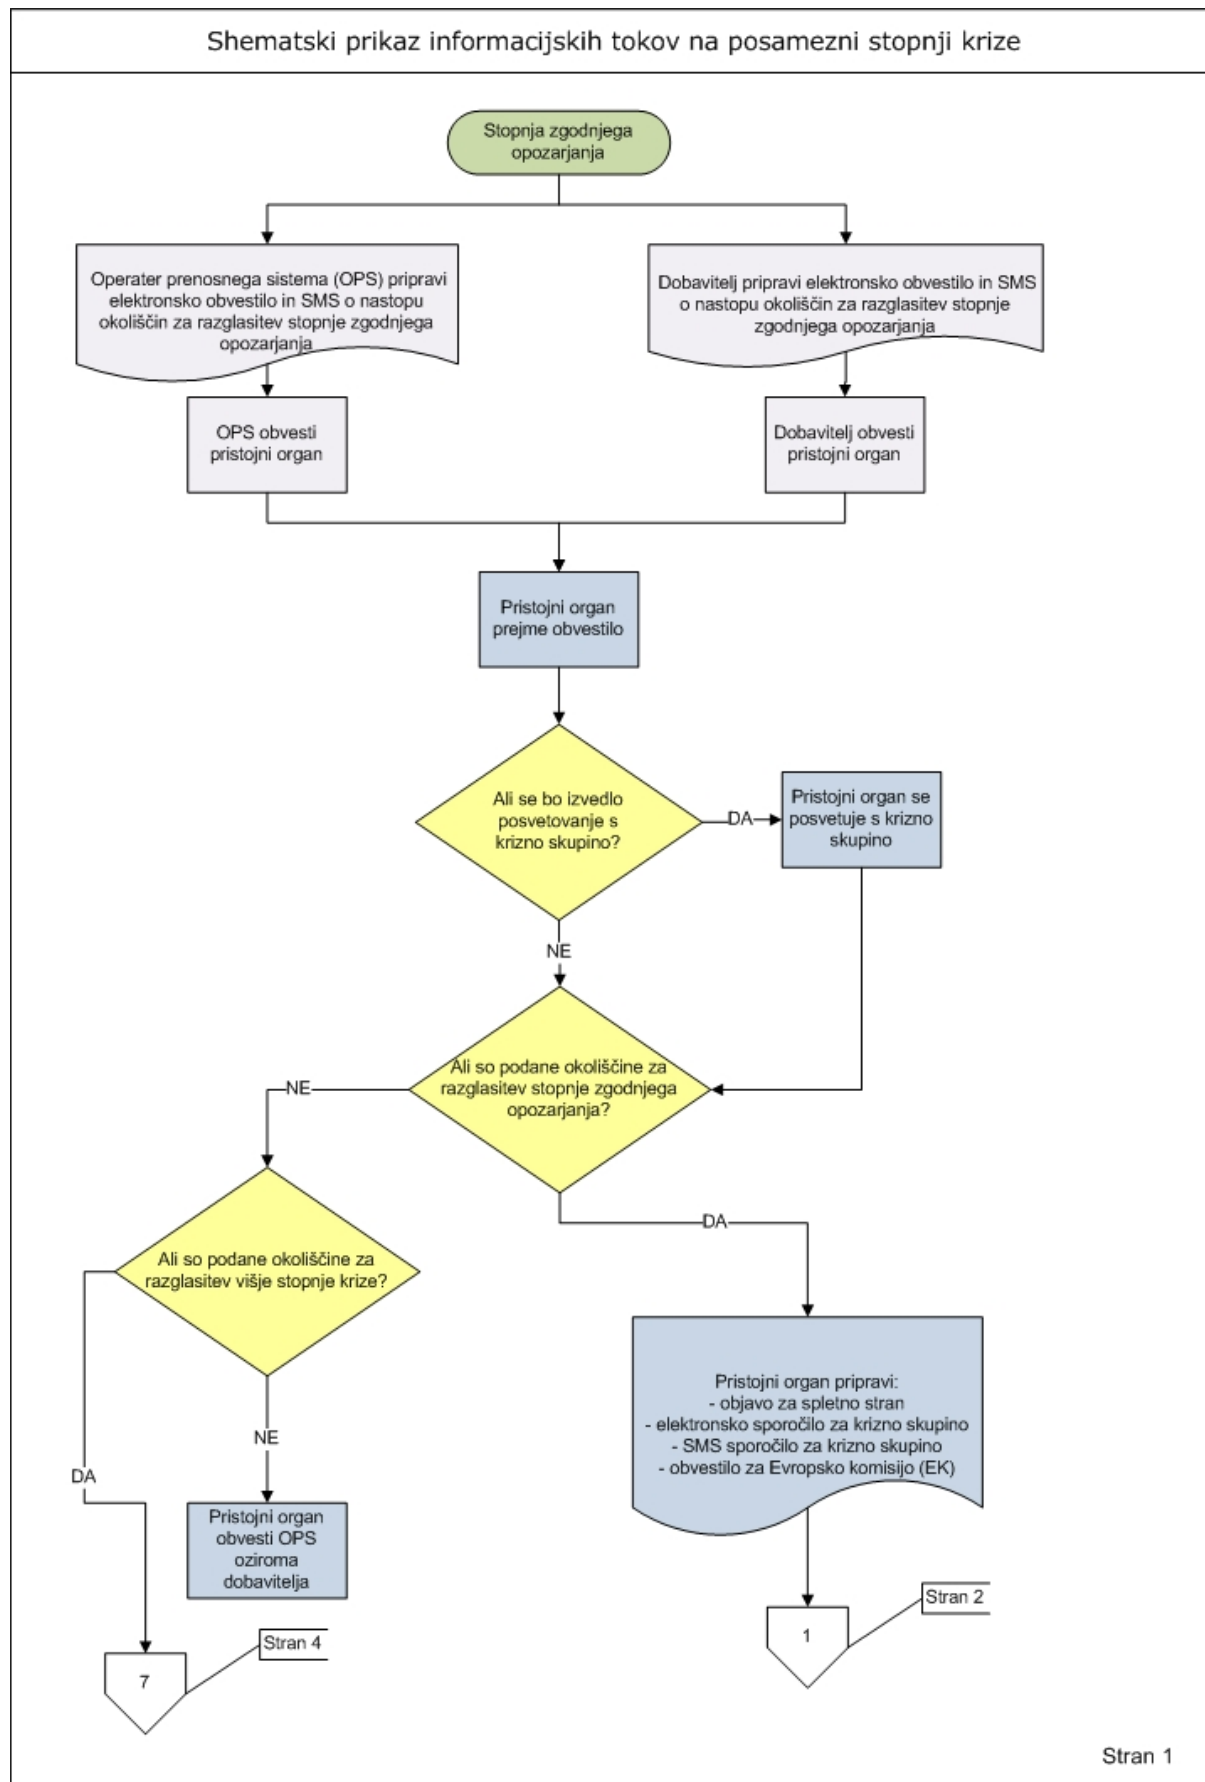 Shematski prikaz informacijskih tokov na posamezni stopnji krize
Stopnja zgodnjega
opozarjanja
Operater prenosnega sistema (OPS) pripravi
elektronsko obvestilo in SMS o nastopu
okoliščin za razglasitev stopnje zgodnjega
opozarjanja
Dobavitelj pripravi elektronsko obvestilo in SMS
o nastopu okoliščin za razglasitev stopnje
zgodnjega opozarjanja
OPS obvesti
pristojni organ
Dobavitelj obvesti
pristojni organ
Pristojni organ
prejme obvestilo
Ali se bo izvedlo
posvetovanje s
krizno skupino?
DA
Pristojni organ se
posvetuje s krizno
skupino
NE
Ali so podane okoliščine za
razglasitev stopnje zgodnjega
opozarjanja?
NE
DA
Ali so podane okoliščine za
razglasitev višje stopnje krize?
Pristojni organ pripravi:
- objavo za spletno stran
- elektronsko sporočilo za krizno skupino
- SMS sporočilo za krizno skupino
- obvestilo za Evropsko komisijo (EK)
NE
DA
Pristojni organ
obvesti OPS
oziroma
dobavitelja
Stran 2
1
Stran 4
7
Stran 1